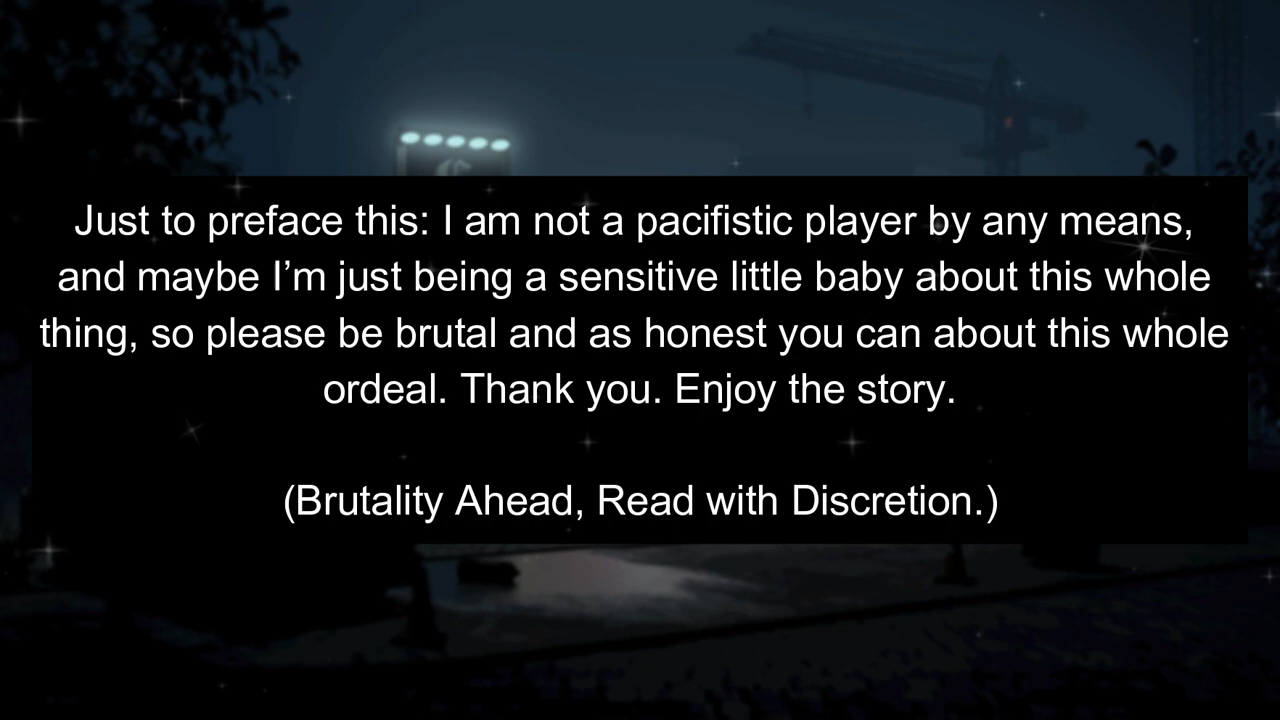 Just to preface this: I am not a pacifistic player by any means,
and maybe I’m just being a sensitive little baby about this whole
thing, so please be brutal and as honest you can about this whole
ordeal. Thank you. Enjoy the story.
(Brutality Ahead, Read with Discretion.)